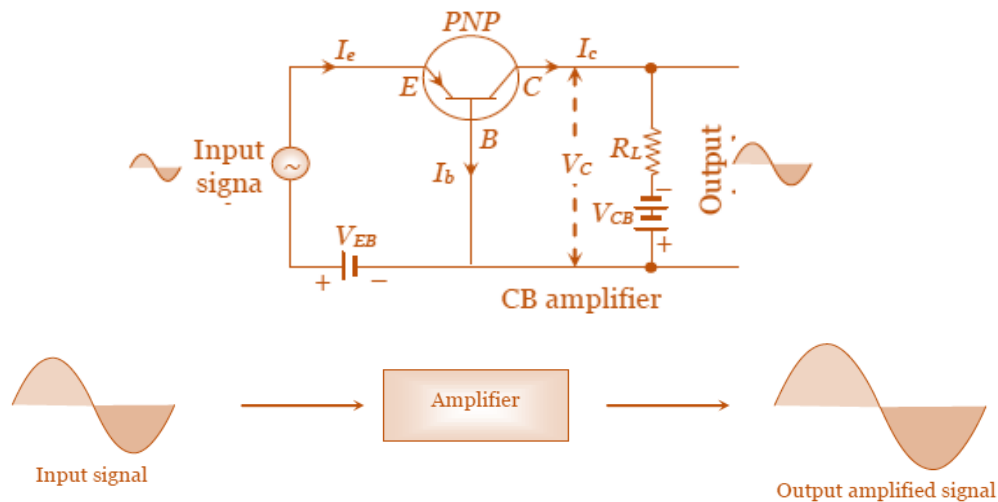 PNP
Ie
Ic
E
C
B
Input
signa
~
Ib
VC
RL
VCB
−
+
Output
VEB
+
−
CB amplifier
Amplifier
Input signal
Output amplified signal